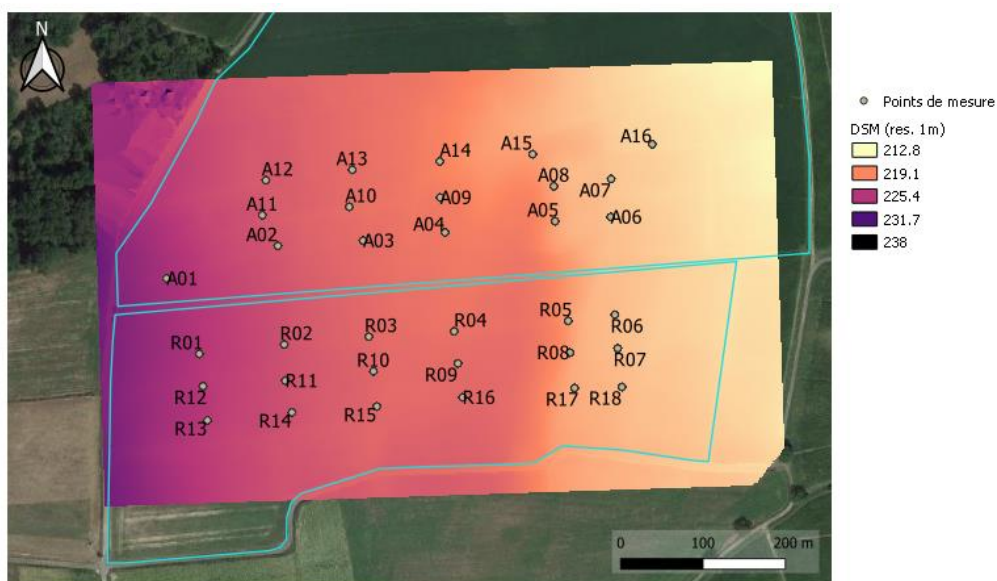 N
Points de mesure
DSM (res. 1m)
212.8
219.1
225.4
231.7
238
A16
A15
A14
A13
A12
A08
A07
A09
A10
A11
A05
A06
A04
A03
A02
A01
R05
R06
R04
R03
R02
R01
R08
R07
R10
R09
R11
R12
R17
R18
R16
R15
R14
R13
0 100 200 m